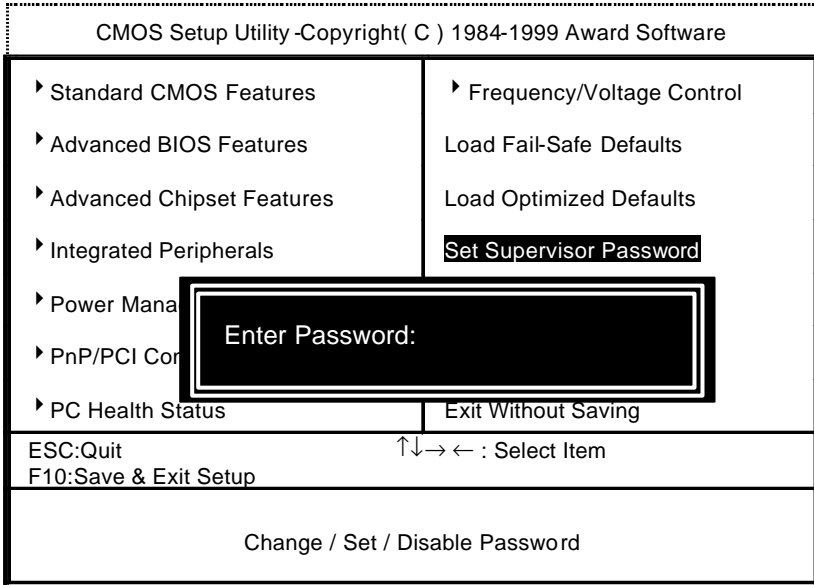 CMOS Setup Utility -Copyright( C ) 1984-1999 Award Software
Standard CMOS Features
Advanced BIOS Features
Advanced Chipset Features
Integrated Peripherals
Power Mana
PnP/PCI Con
PC Health Status
Frequency/Voltage Control
Load Fail-Safe Defaults
Load Optimized Defaults
Set Supervisor Password
Enter Password:
Exit Without Saving
ESC:Quit ↑↓→ ← : Select Item
F10:Save & Exit Setup
Change / Set / Disable Password